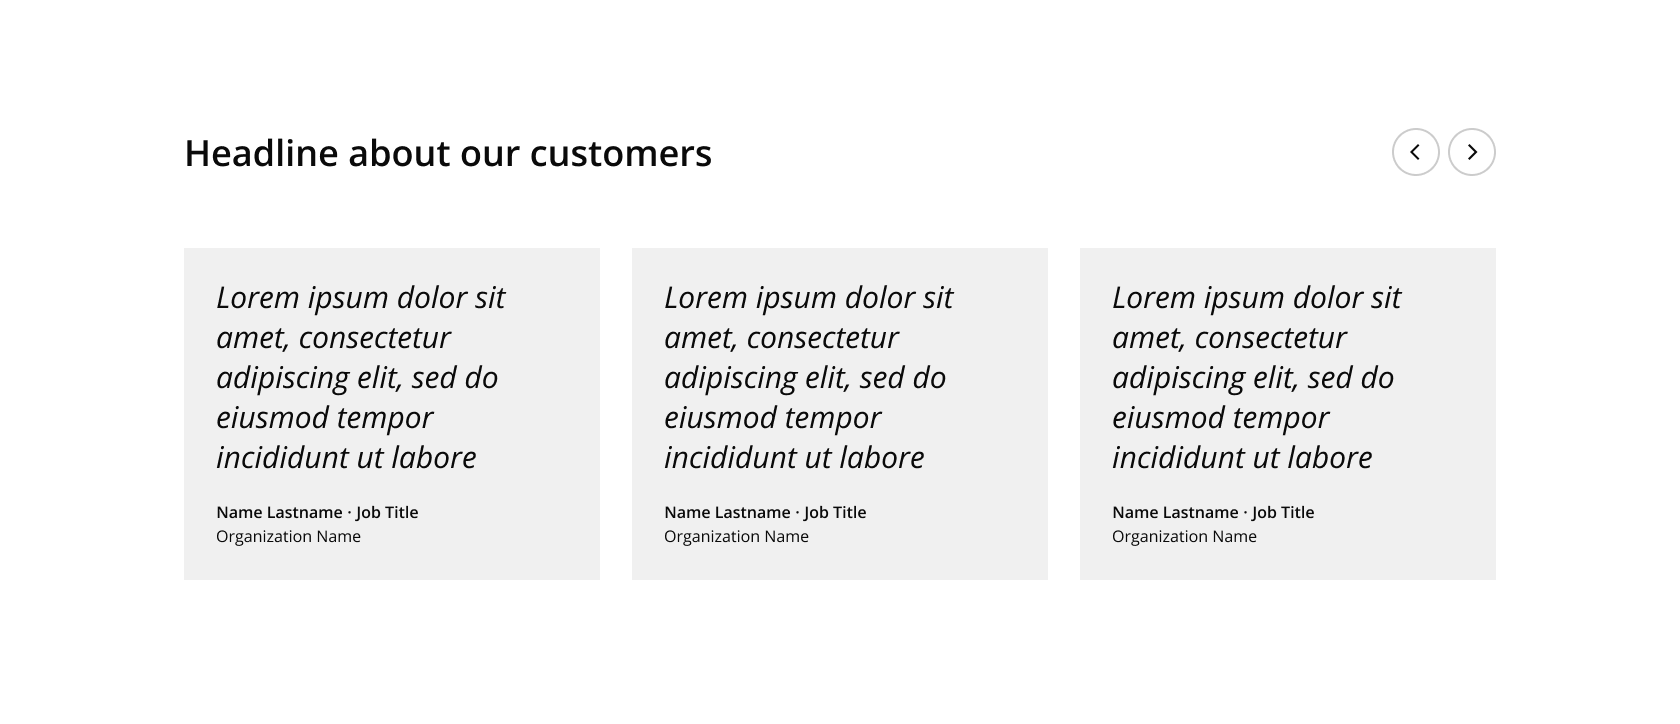 Headline about our customers
Lorem ipsum dolor sit
amet, consectetur
adipiscing elit, sed do
eiusmod tempor
incididunt ut labore
Name Lastname · Job Title
Organization Name
Lorem ipsum dolor sit
amet, consectetur
adipiscing elit, sed do
eiusmod tempor
incididunt ut labore
Name Lastname · Job Title
Organization Name
Lorem ipsum dolor sit
amet, consectetur
adipiscing elit, sed do
eiusmod tempor
incididunt ut labore
Name Lastname · Job Title
Organization Name